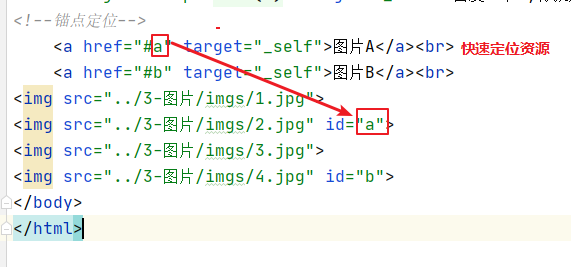 <!--锚点定位-->
<a href="#a" target="_self">图片A</a><br> 快速定位资源
<a href="#b" target="_self">图片B</a><br>
<img src="../3-图片/imgs/1.jpg">
<img src="../3-图片/imgs/2.jpg" id="a">
<img src="../3-图片/imgs/3.jpg">
<img src="../3-图片/imgs/4.jpg" id="b">
</body>
</html>